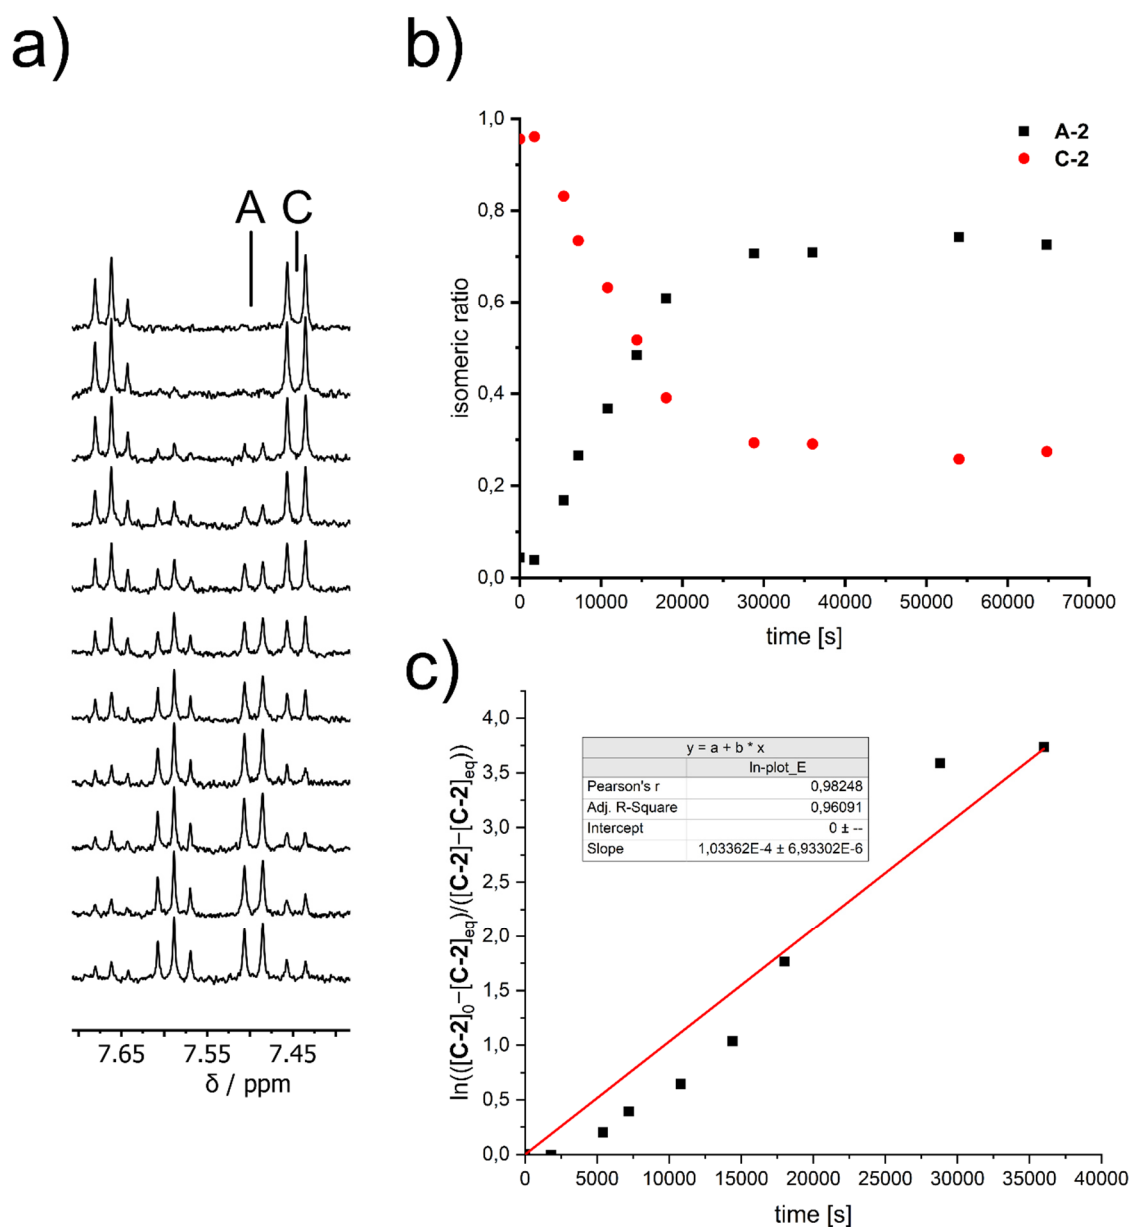 a)
A C
7.65 7.55 7.45
δ / ppm
b)
A-2
C-2
isomeric ratio
1,0
0,8
0,6
0,4
0,2
0,0
0 10000 20000 30000 40000 50000 60000 70000
time [s]
c)
ln(([C-2]0−[C-2]eq)/([C-2]−[C-2]eq))
4,0
3,5
3,0
2,5
2,0
1,5
1,0
0,5
0,0
y = a + b * x
ln-plot_E
Pearson's r 0,98248
Adj. R-Square 0,96091
Intercept 0 ± --
Slope 1,03362E-4 ± 6,93302E-6
0 5000 10000 15000 20000 25000 30000 35000 40000
time [s]